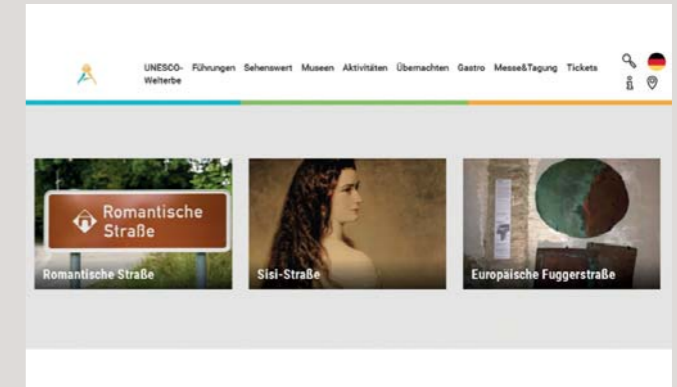 UNESCO- Führungen Sehenswert Museen Aktivitäten Übernachten Gastro Messe&Tagung Tickets
Welterbe
Romantische
Straße
Romantische Straße
Sisi-Straße
Europäische Fuggerstraße